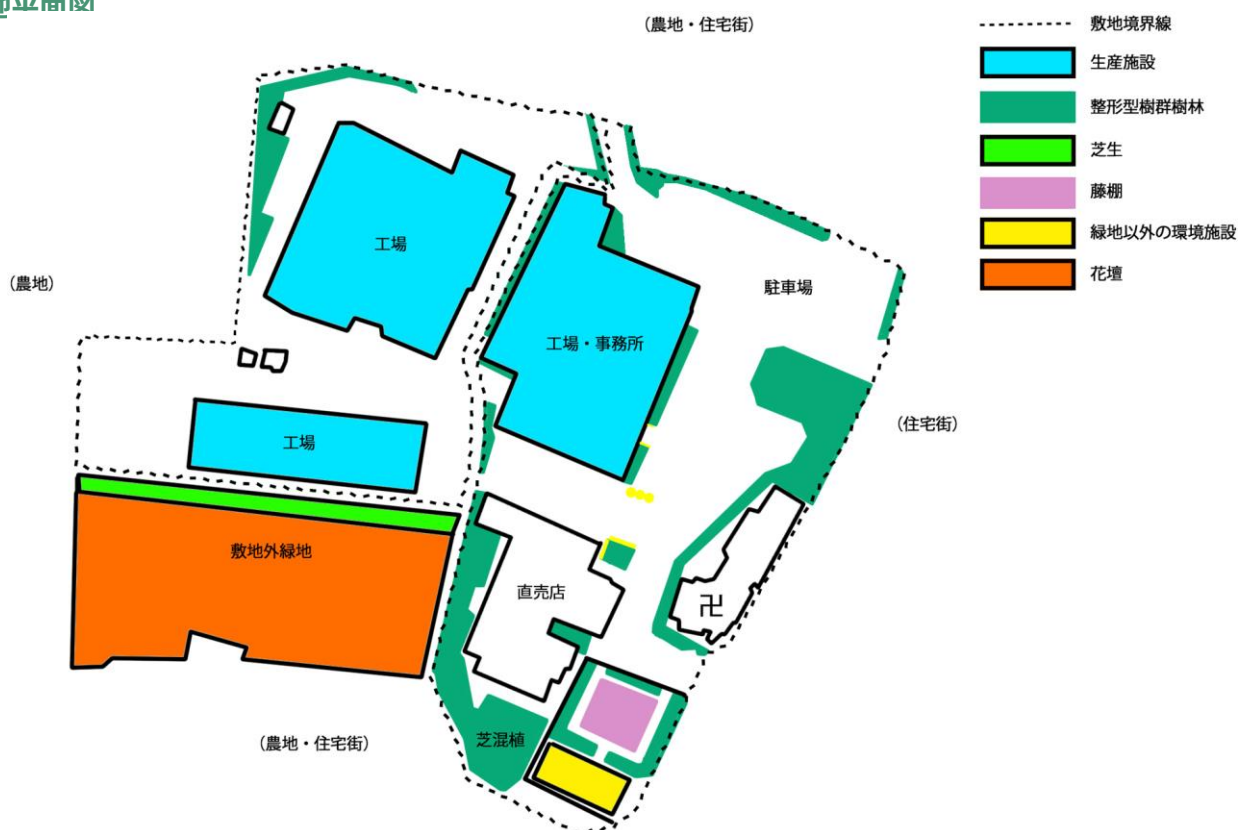 (農地・住宅街)
敷地境界線
生産施設
整形型樹群樹林
芝生
藤棚
緑地以外の環境施設
花壇
工場
(農地)
駐車場
工場・事務所
(住宅街)
工場
敷地外緑地
直売店
卍
芝混植
(農地・住宅街)